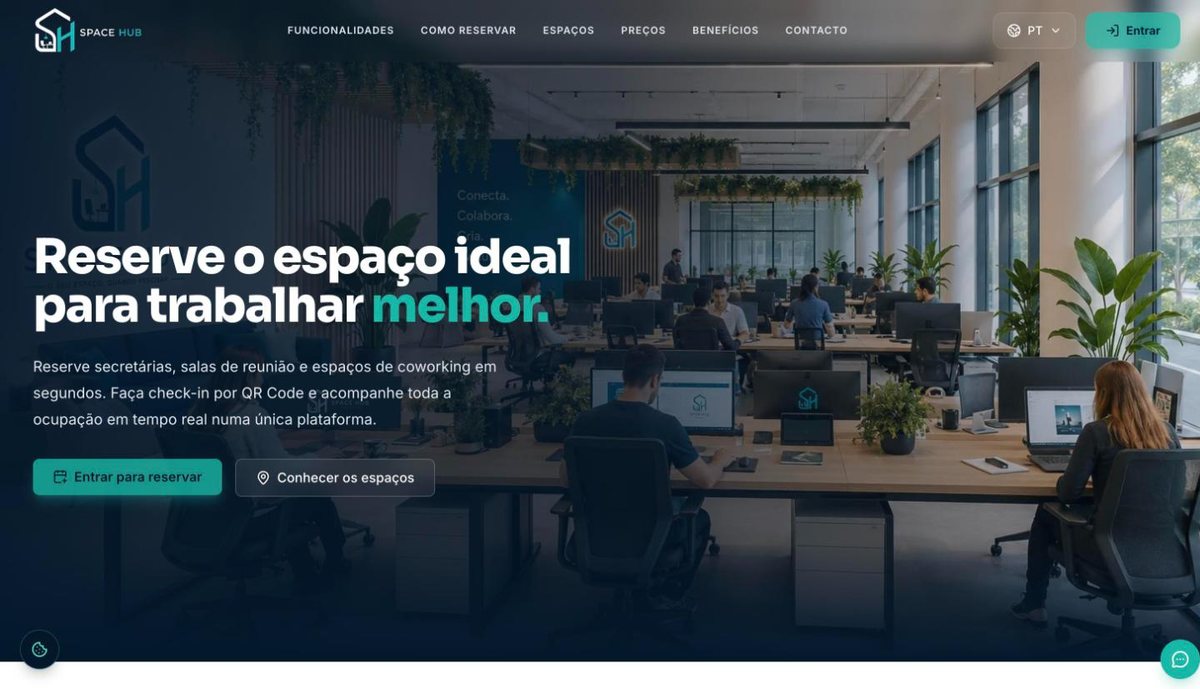 SPACE HUB
FUNCIONALIDADES
COMO RESERVAR
ESPAÇOS
PREÇOS
BENEFÍCIOS
CONTACTO
PT
Entrar
Conecta.
Colabora.
Cria.
Reserve o espaço ideal
para trabalhar melhor.
Reserve secretárias, salas de reunião e espaços de coworking em
segundos. Faça check-in por QR Code e acompanhe toda a
ocupação em tempo real numa única plataforma.
Entrar para reservar
Conhecer os espaços